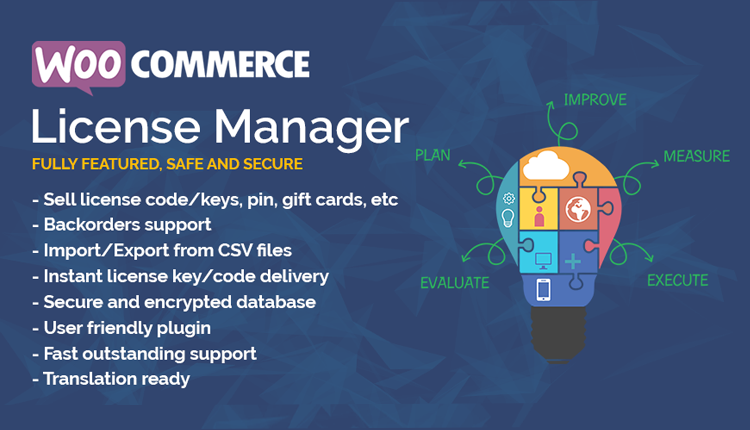 WOO COMMERCE
License Manager
FULLY FEATURED, SAFE AND SECURE
- Sell license code/keys, pin, gift cards, etc
- Backorders support
- Import/Export from CSV files
- Instant license key/code delivery
- Secure and encrypted database
- User friendly plugin
- Fast outstanding support
- Translation ready
IMPROVE
PLAN
MEASURE
EVALUATE
EXECUTE